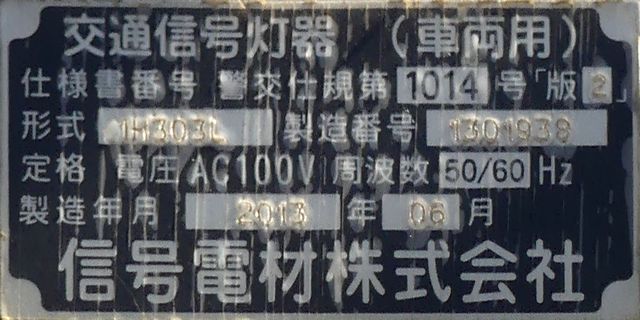 交通信号灯器(車両用)
仕様書番号 警交仕規第 1014 号「版 2」
形式 1H303L 製造番号 1301938
定格 電圧 AC100V 周波数 50/60 Hz
製造年月 2013 年 06 月
信号電材株式会社